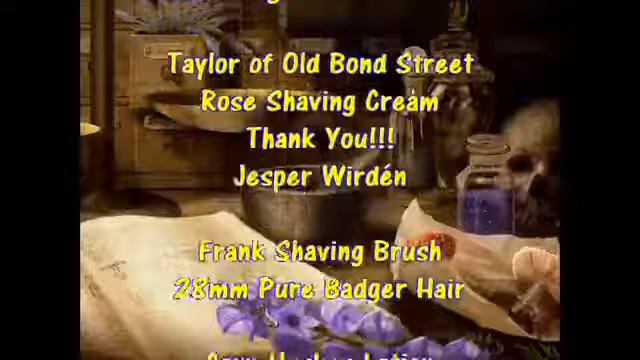 Taylor of Old Bond Street
Rose Shaving Cream
Thank You!!!
Jesper Wirdén
Frank Shaving Brush
28mm Pure Badger Hair